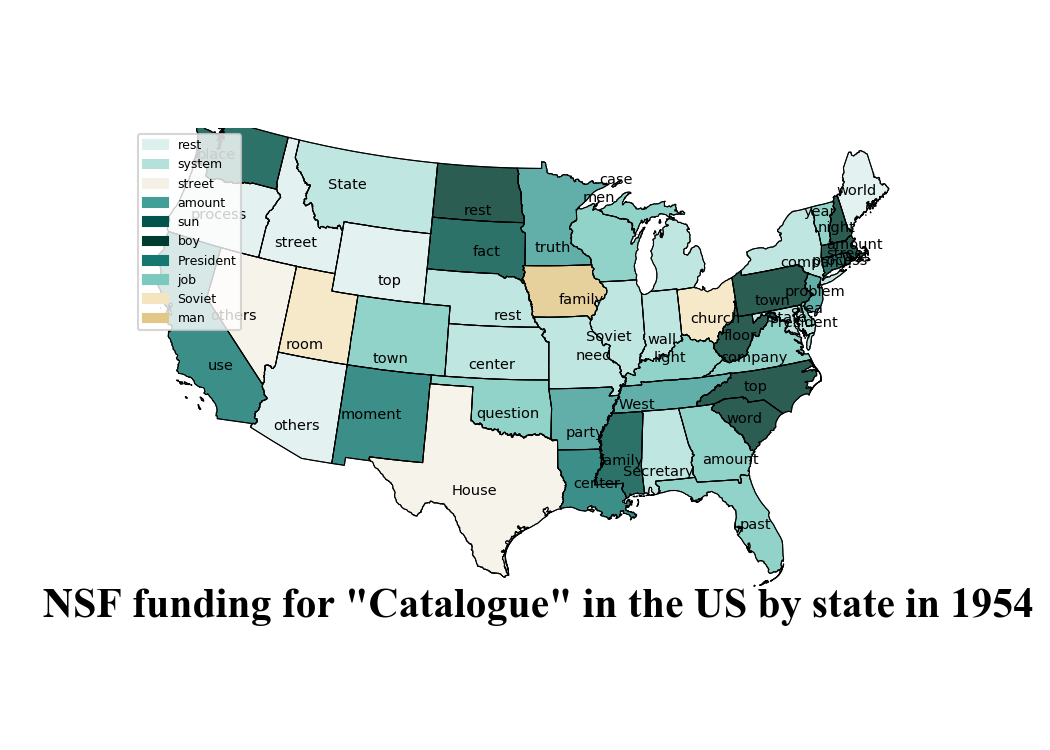 rest
system
street
amount
sun
boy
President
job
Soviet
man
place
process
others
use
State
street
top
room
others
moment
town
rest
fact
rest
center
question
House
truth
family
need
party
center
case
men
Soviet
wall
light
West
family
Secretary
church
floor
company
top
word
amount
past
town
problem
area
State
President
company
year
night
world
amount
process
NSF funding for "Catalogue" in the US by state in 1954